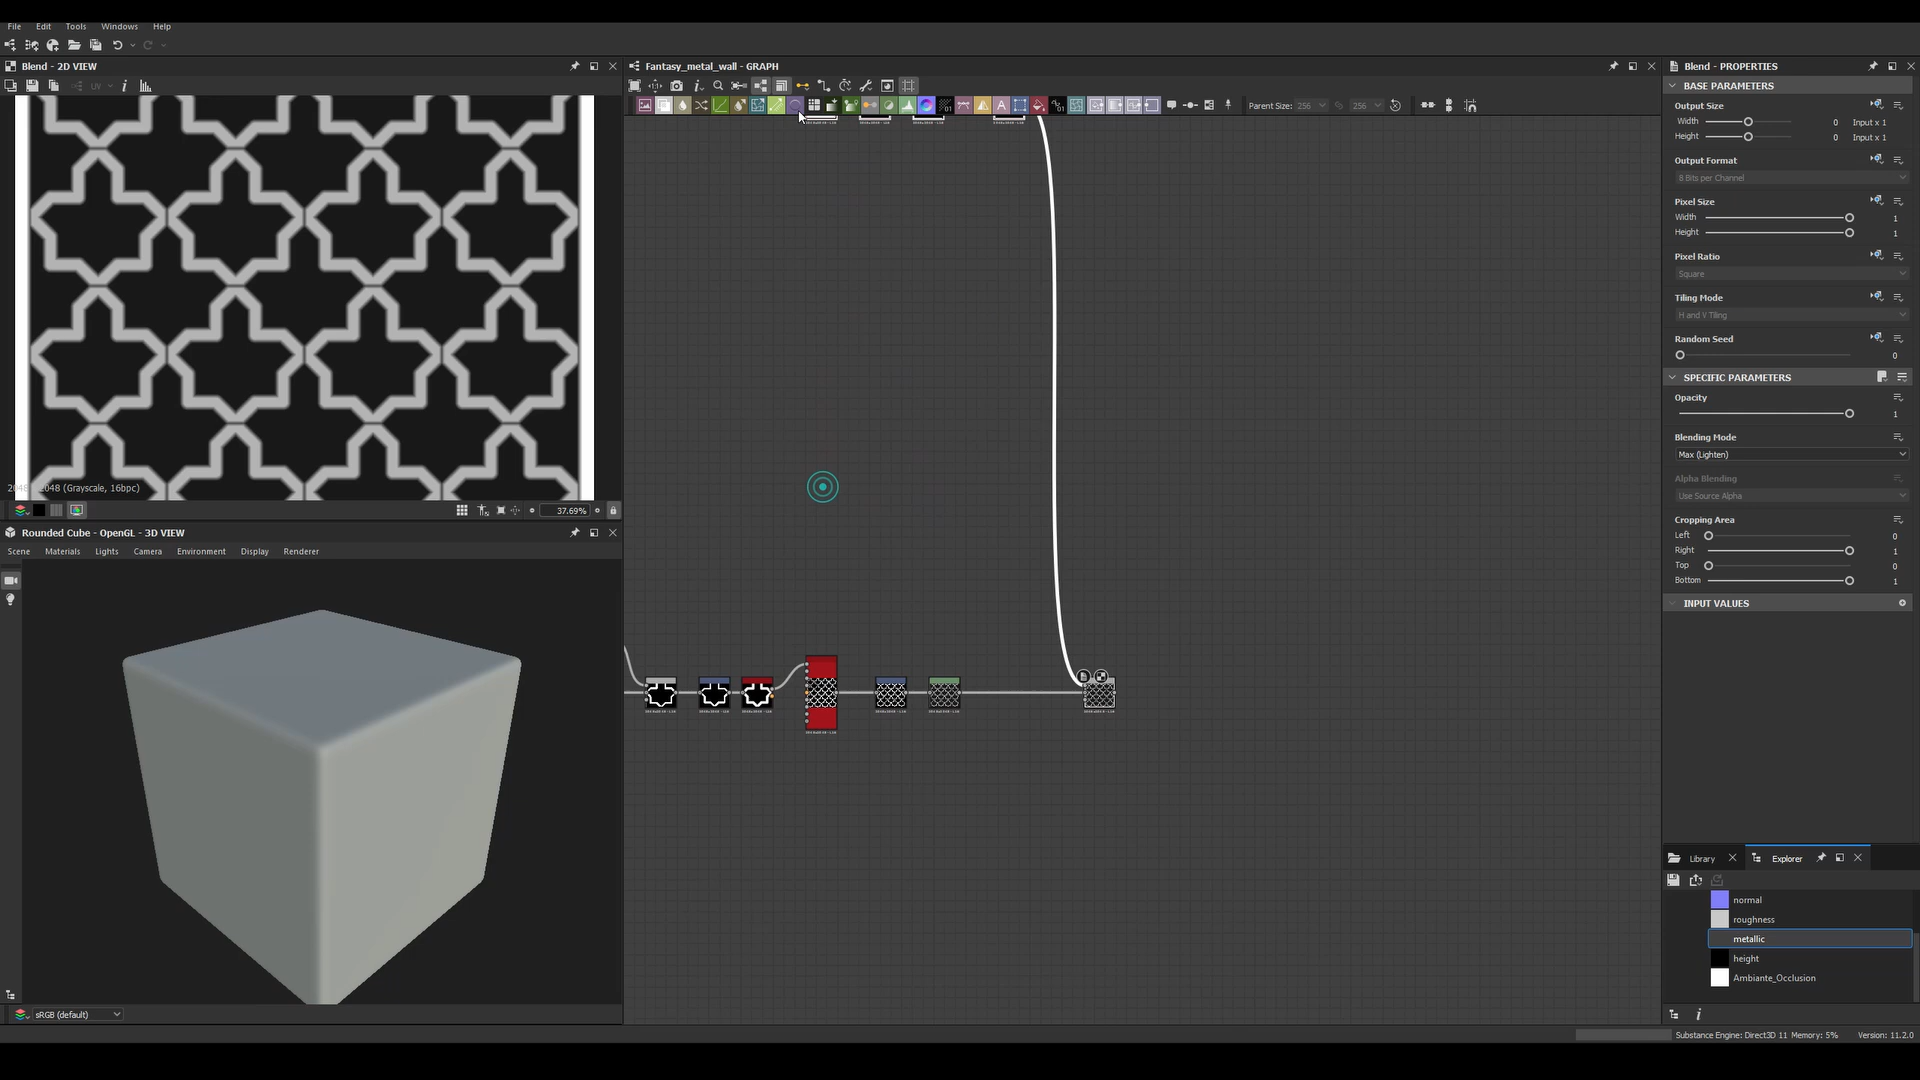 File Edit Tools Windows Help
Blend - 2D VIEW
UV
2048 (Grayscale, 16bpc)
37.69%
Rounded Cube - OpenGL - 3D VIEW
Scene Materials Lights Camera Environment Display Renderer
sRGB (default)
Fantasy_metal_wall - GRAPH
Parent Size: 256 256
Blend - PROPERTIES
BASE PARAMETERS
Output Size
Width 0 Input x 1
Height 0 Input x 1
Output Format
8 Bits per Channel
Pixel Size
Width 1
Height 1
Pixel Ratio
Square
Tiling Mode
H and V Tiling
Random Seed
0
SPECIFIC PARAMETERS
Opacity
1
Blending Mode
Max (Lighten)
Alpha Blending
Use Source Alpha
Cropping Area
Left 0
Right 1
Top 0
Bottom 1
INPUT VALUES
Library Explorer
normal
roughness
metallic
height
Ambiante_Occlusion
Substance Engine: Direct3D 11 Memory: 5% Version: 11.2.0